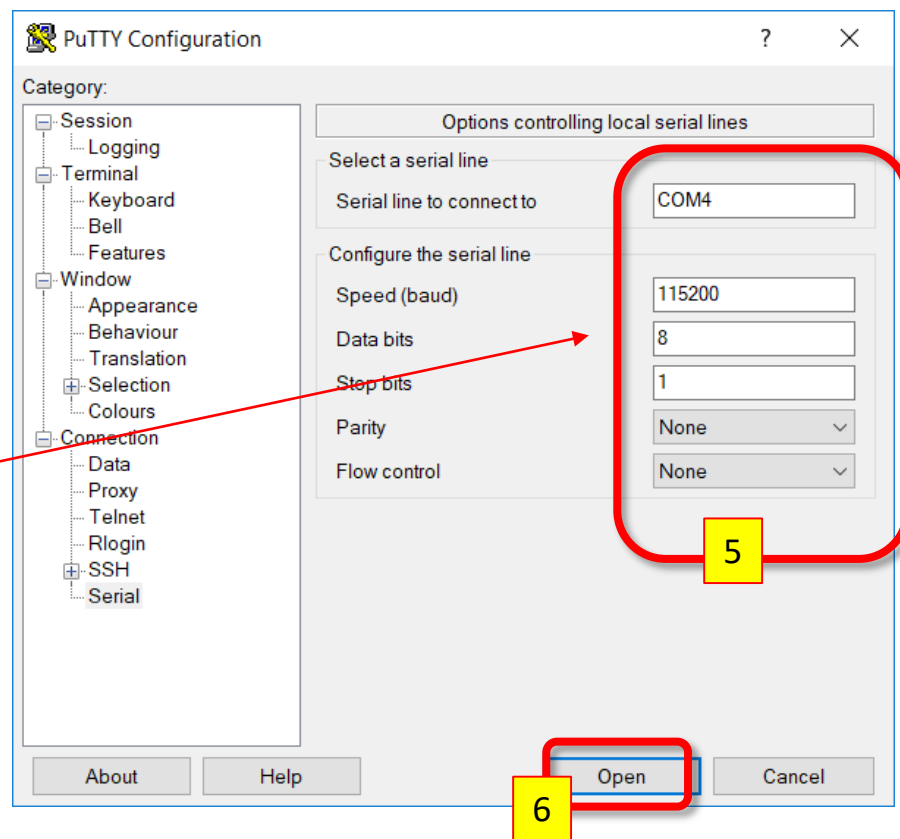 PuTTY Configuration ? ×
Category:
Session
Logging
Terminal
Keyboard
Bell
Features
Window
Appearance
Behaviour
Translation
Selection
Colours
Connection
Data
Proxy
Telnet
Rlogin
SSH
Serial
Options controlling local serial lines
Select a serial line
Serial line to connect to COM4
Configure the serial line
Speed (baud) 115200
Data bits 8
Stop bits 1
Parity None
Flow control None
5
About Help Open Cancel
6